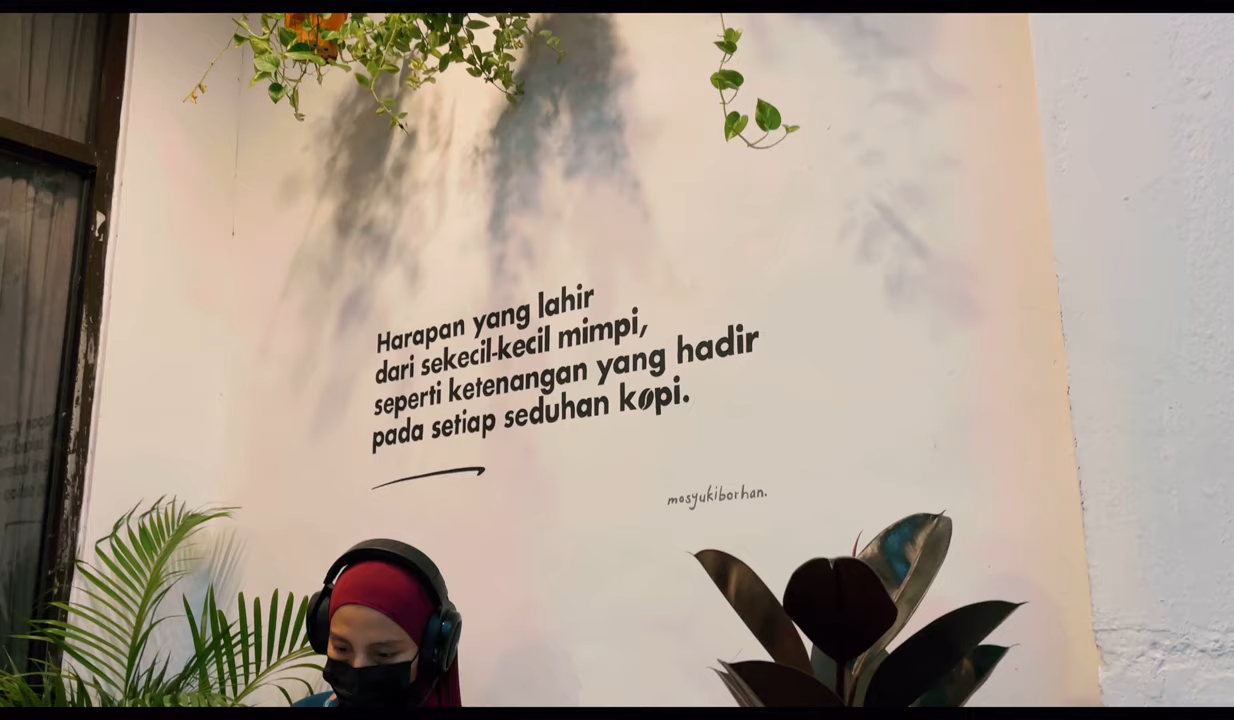 Harapan yang lahir
dari sekecil-kecil mimpi,
seperti ketenangan yang hadir
pada setiap seduhan kopi.
mosyukiborhan.